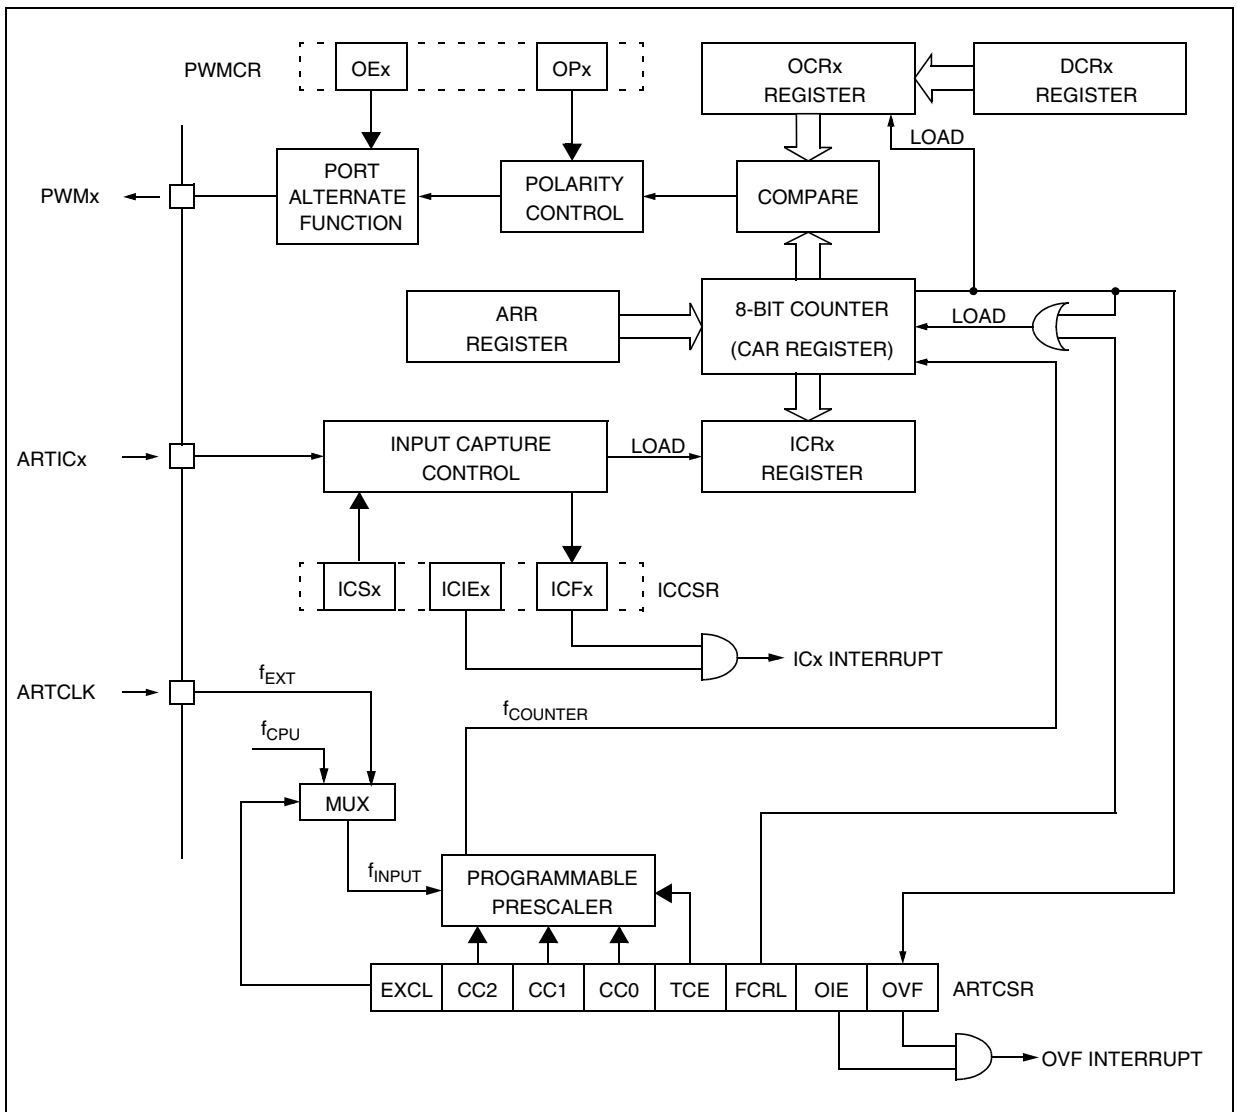 PWMCR
OEx
OPx
OCRx
REGISTER
DCRx
REGISTER
LOAD
PWMx
PORT
ALTERNATE
FUNCTION
POLARITY
CONTROL
COMPARE
ARR
REGISTER
8-BIT COUNTER
(CAR REGISTER)
LOAD
ARTICx
INPUT CAPTURE
CONTROL
LOAD
ICRx
REGISTER
ICSx
ICIEx
ICFx
ICCSR
ICx INTERRUPT
ARTCLK
fEXT
fCPU
fCOUNTER
MUX
fINPUT
PROGRAMMABLE
PRESCALER
EXCL
CC2
CC1
CC0
TCE
FCRL
OIE
OVF
ARTCSR
OVF INTERRUPT